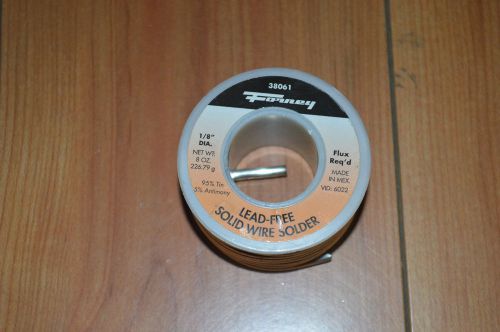 38061
Forney
1/8"
DIA.
NET WT:
8 OZ.
226.79 g
95% Tin
5% Antimony
Flux
Req'd
MADE
IN MEX.
VID: 6022
LEAD-FREE
SOLID WIRE SOLDER